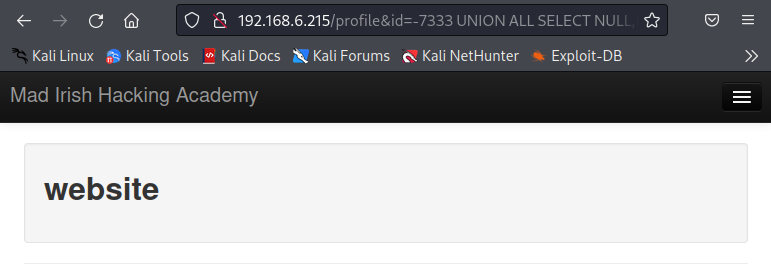 192.168.6.215/profile&id=-7333 UNION ALL SELECT NULL,
Kali Linux Kali Tools Kali Docs Kali Forums Kali NetHunter Exploit-DB
Mad Irish Hacking Academy
website